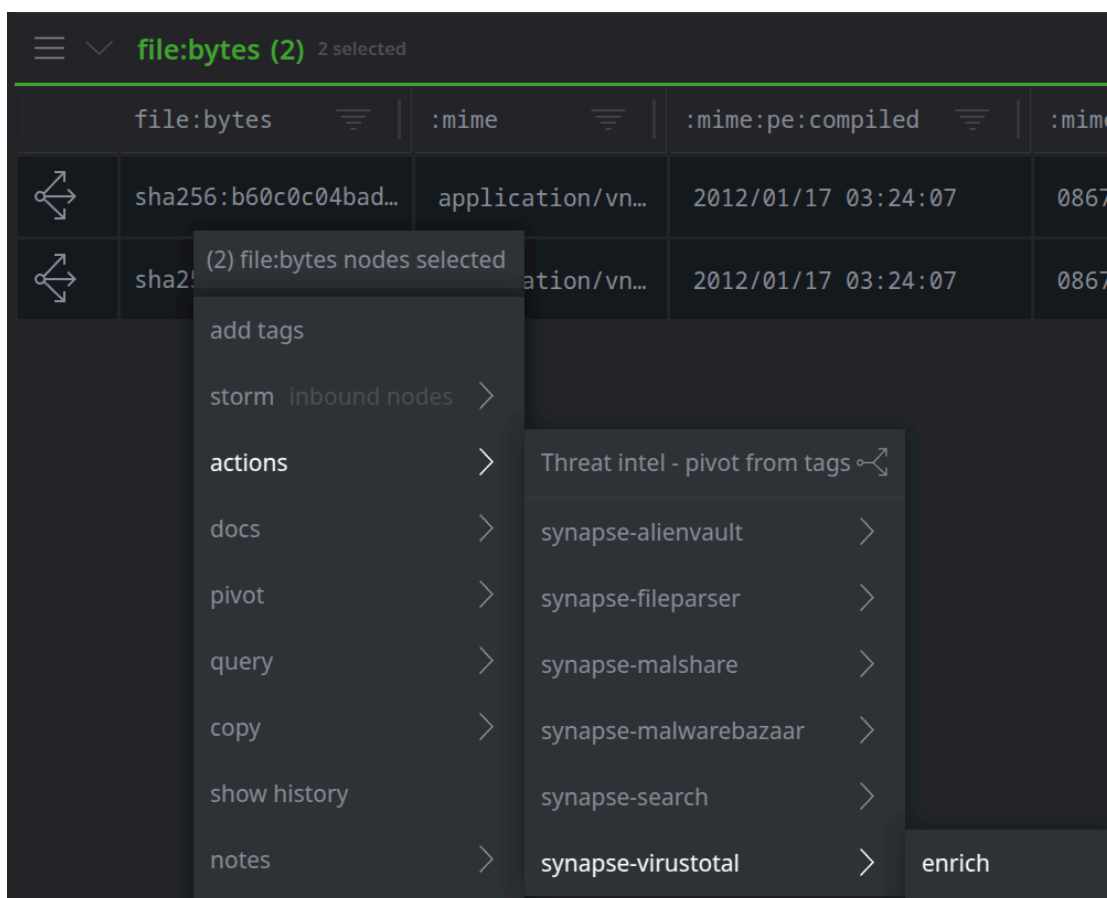 file:bytes (2) 2 selected
file:bytes :mime :mime:pe:compiled :mime
sha256:b60c0c04bad… application/vn… 2012/01/17 03:24:07 0867
sha25 ation/vn… 2012/01/17 03:24:07 0867
(2) file:bytes nodes selected
add tags
storm inbound nodes
actions
docs
pivot
query
copy
show history
notes
Threat intel - pivot from tags
synapse-alienvault
synapse-fileparser
synapse-malshare
synapse-malwarebazaar
synapse-search
synapse-virustotal
enrich